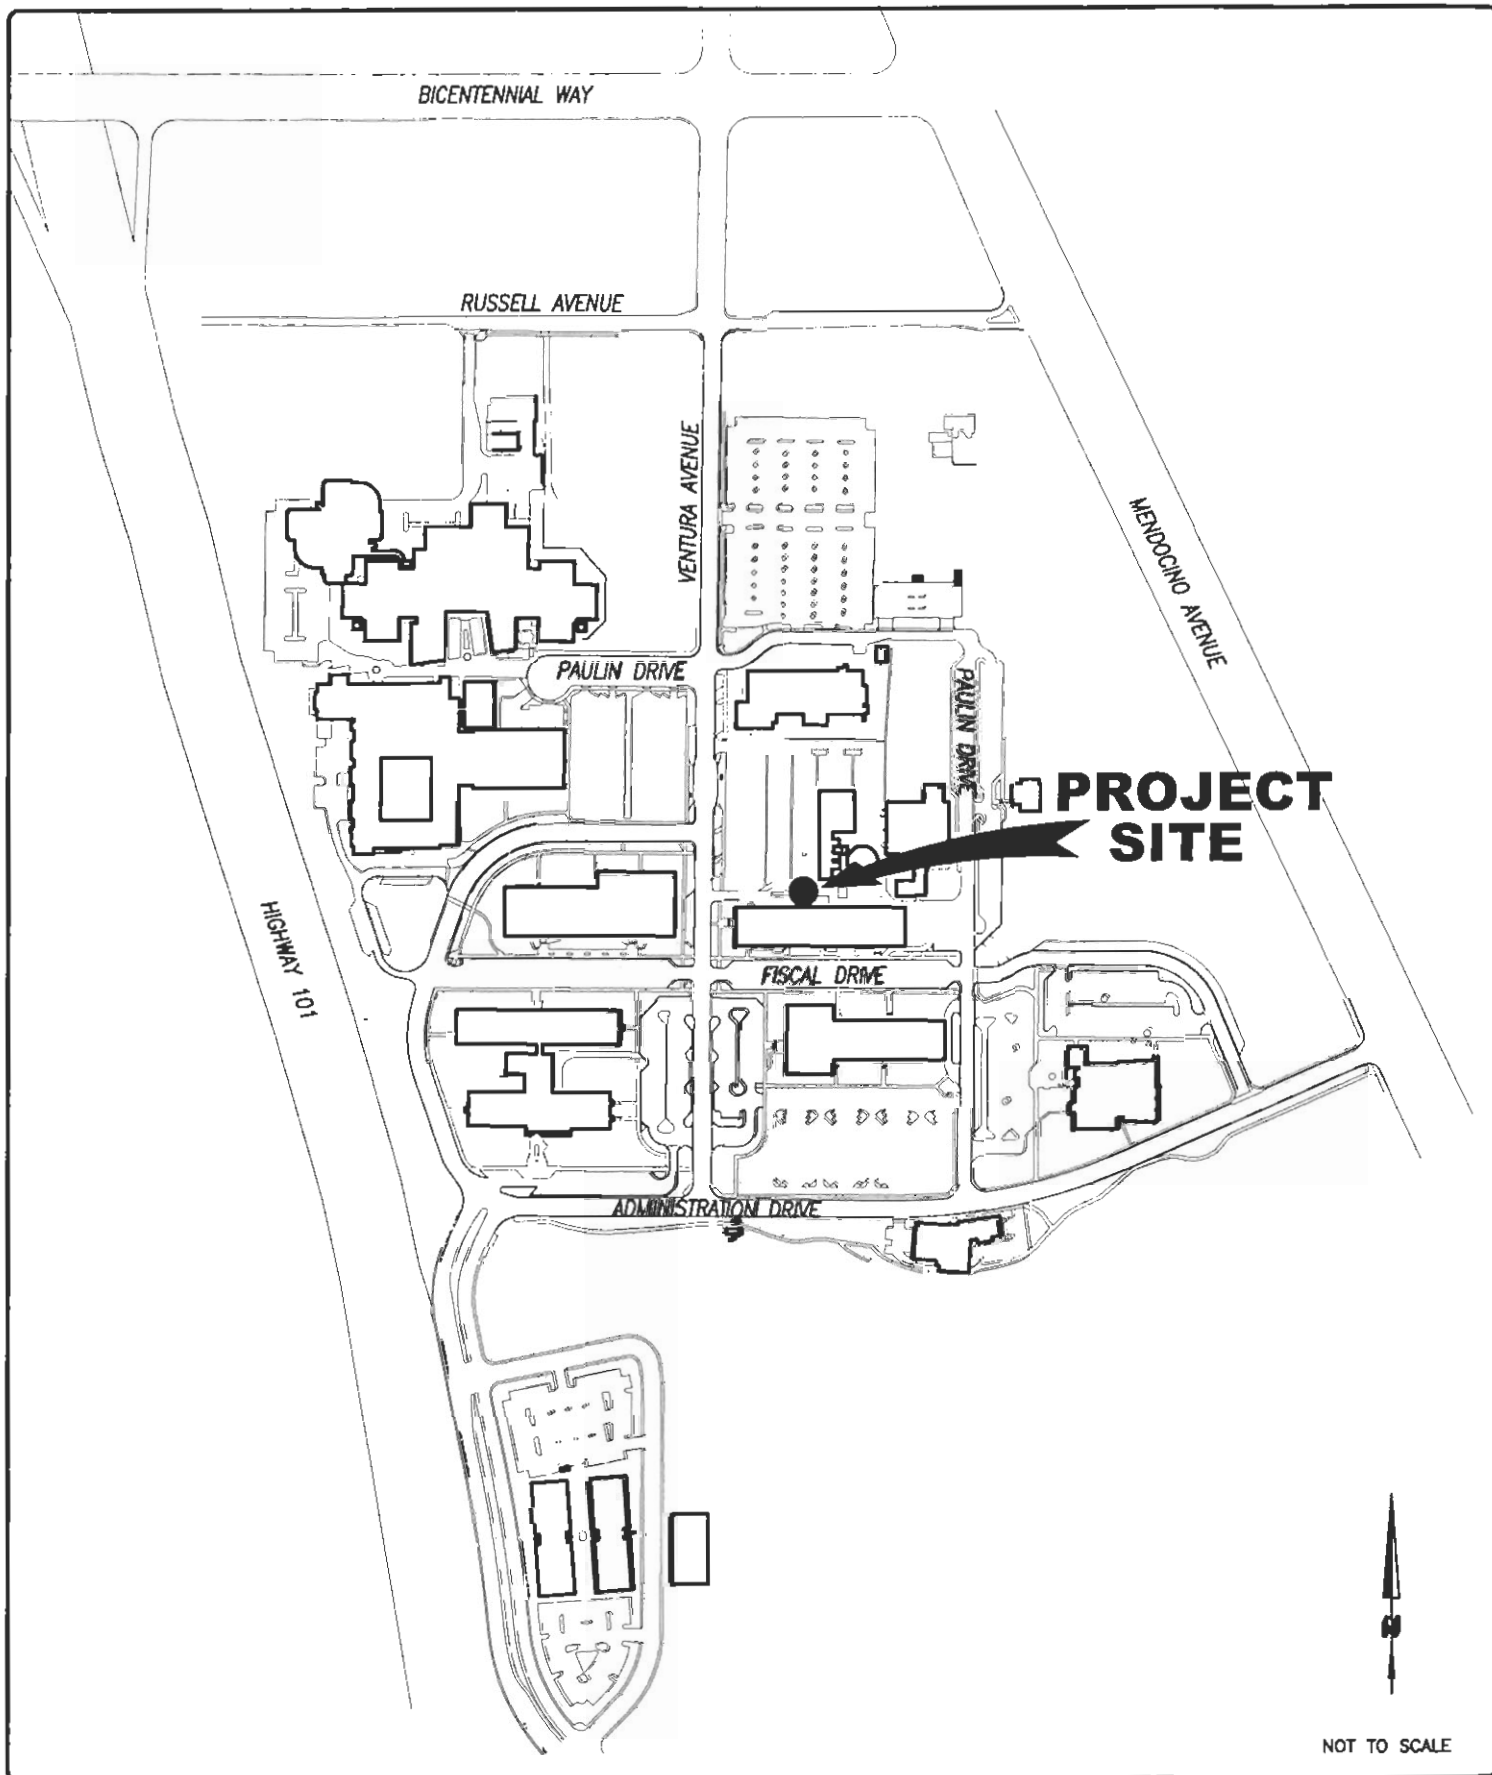 BICENTENNIAL WAY
RUSSELL AVENUE
VENTURA AVENUE
MENDOCINO AVENUE
PAULIN DRIVE
PAULIN DRIVE
PROJECT
SITE
HIGHWAY 101
FISCAL DRIVE
ADMINISTRATION DRIVE
N
NOT TO SCALE